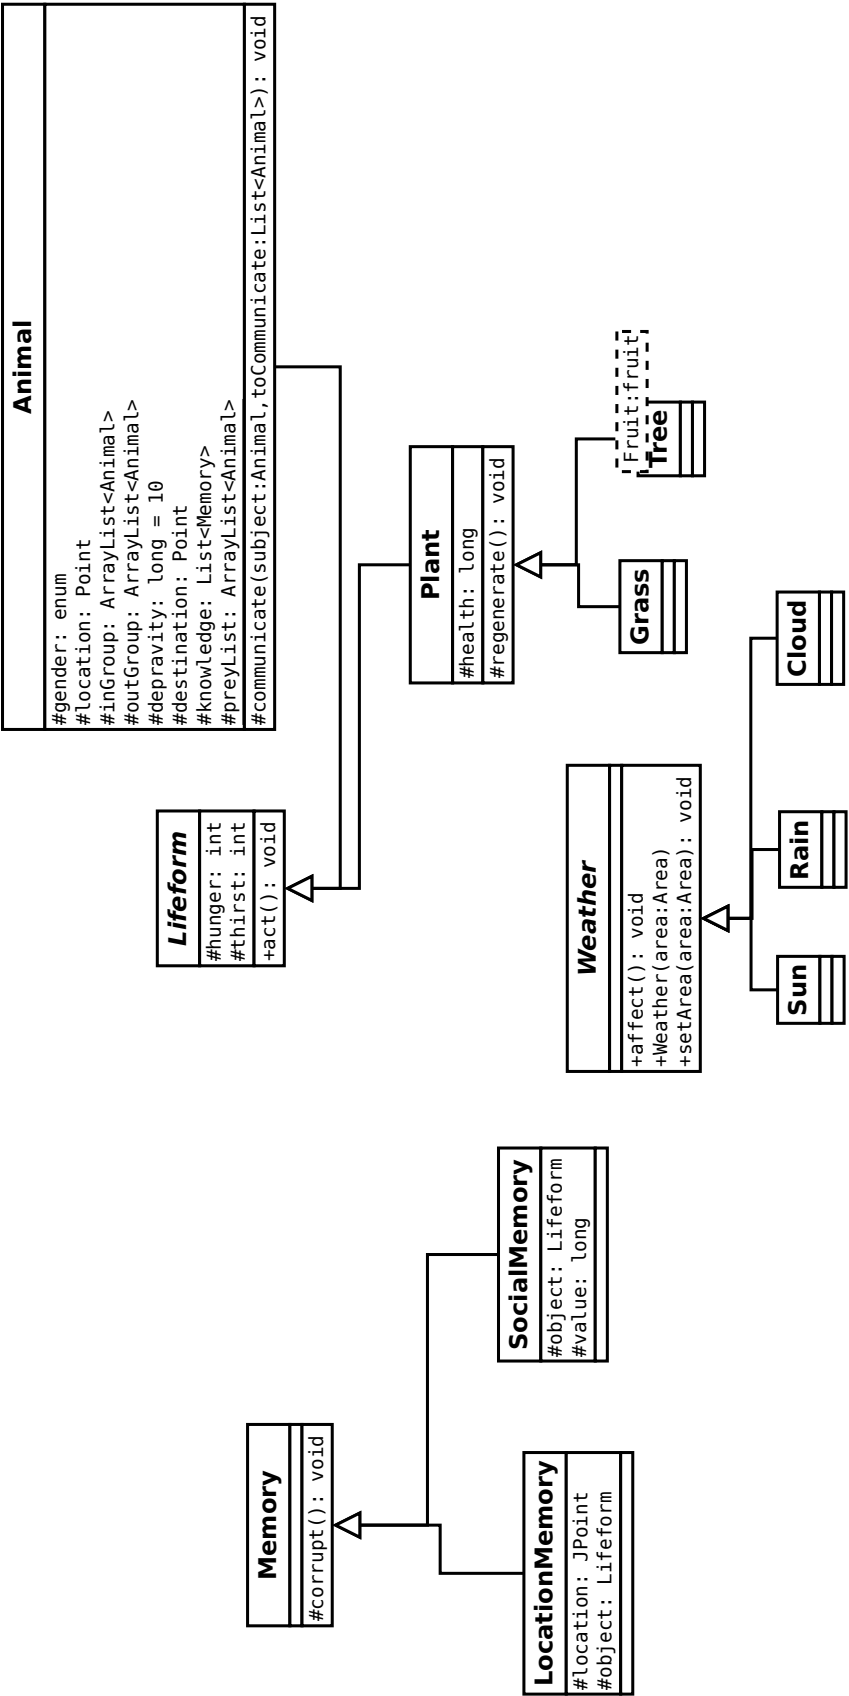 Memory
#corrupt(): void
LocationMemory
#location: JPoint
#object: Lifeform
SocialMemory
#object: Lifeform
#value: long
Lifeform
#hunger: int
#thirst: int
+act(): void
Animal
#gender: enum
#location: Point
#inGroup: ArrayList<Animal>
#outGroup: ArrayList<Animal>
#depravity: long = 10
#destination: Point
#knowledge: List<Memory>
#preyList: ArrayList<Animal>
#communicate(subject:Animal,toCommunicate:List<Animal>): void
Plant
#health: long
#regenerate(): void
Grass
Fruit:fruit
Tree
Weather
+affect(): void
+Weather(area:Area)
+setArea(area:Area): void
Sun
Rain
Cloud